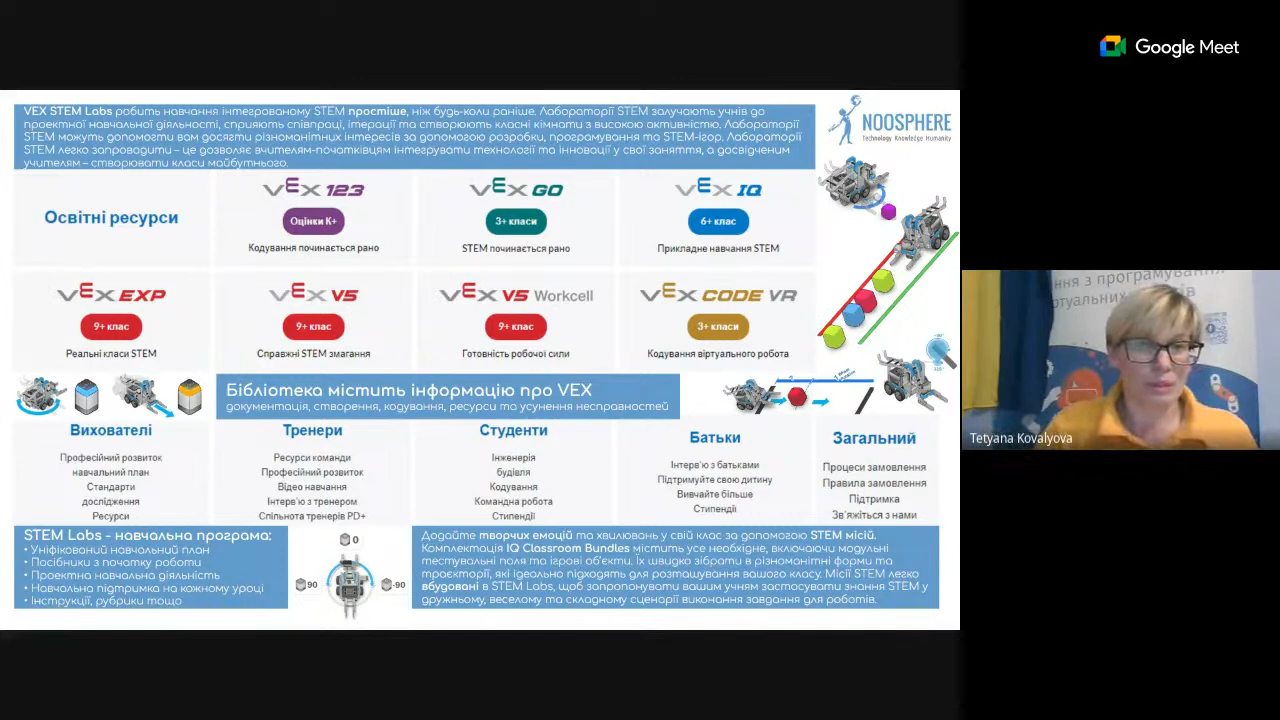 Google Meet
VEX STEM Labs робить навчання інтегрованому STEM простіше, ніж будь-коли раніше. Лабораторії STEM залучають учнів до
проектної навчальної діяльності, сприяють співпраці, ітерації та створюють класні кімнати з високою активністю. Лабораторії
STEM можуть допомогти вам досягти різноманітних інтересів за допомогою розробки, програмування та STEM-ігор. Лабораторії
STEM легко запровадити – це дозволяє вчителям-початківцям інтегрувати технології та інновації у свої заняття, а досвідченим
учителям – створювати класи майбутнього.
NOOSPHERE
Technology Knowledge Humanity
Освітні ресурси
VEX 123
Оцінки K+
Кодування починається рано
VEX GO
3+ класи
STEM починається рано
VEX IQ
6+ клас
Прикладне навчання STEM
VEX EXP
9+ клас
Реальні класи STEM
VEX V5
9+ клас
Справжні STEM змагання
VEX V5 Workcell
9+ клас
Готовність робочої сили
VEX CODE VR
3+ класи
Кодування віртуального робота
Бібліотека містить інформацію про VEX
документація, створення, кодування, ресурси та усунення несправностей
Вихователі
Професійний розвиток
навчальний план
Стандарти
дослідження
Ресурси
Тренери
Ресурси команди
Професійний розвиток
Відео навчання
Інтерв'ю з тренером
Спільнота тренерів PD+
Студенти
Інженерія
будівля
Кодування
Командна робота
Стипендії
Батьки
Інтерв'ю з батьками
Підтримуйте свою дитину
Вивчайте більше
Стипендії
Загальний
Процеси замовлення
Правила замовлення
Підтримка
Зв'яжіться з нами
STEM Labs - навчальна програма:
• Уніфікований навчальний план
• Посібники з початку роботи
• Проектна навчальна діяльність
• Навчальна підтримка на кожному уроці
• Інструкції, рубрики тощо
0
90
-90
Додайте творчих емоцій та хвилювань у свій клас за допомогою STEM місій.
Комплектація IQ Classroom Bundles містить усе необхідне, включаючи модульні
тестувальні поля та ігрові об'єкти. Їх швидко зібрати в різноманітні форми та
траєкторії, які ідеально підходять для розташування вашого класу. Місії STEM легко
вбудовані в STEM Labs, щоб запропонувати вашим учням застосувати знання STEM у
дружньому, веселому та складному сценарії виконання завдання для роботів.
ння з програмування
ртуальних
Tetyana Kovalyova